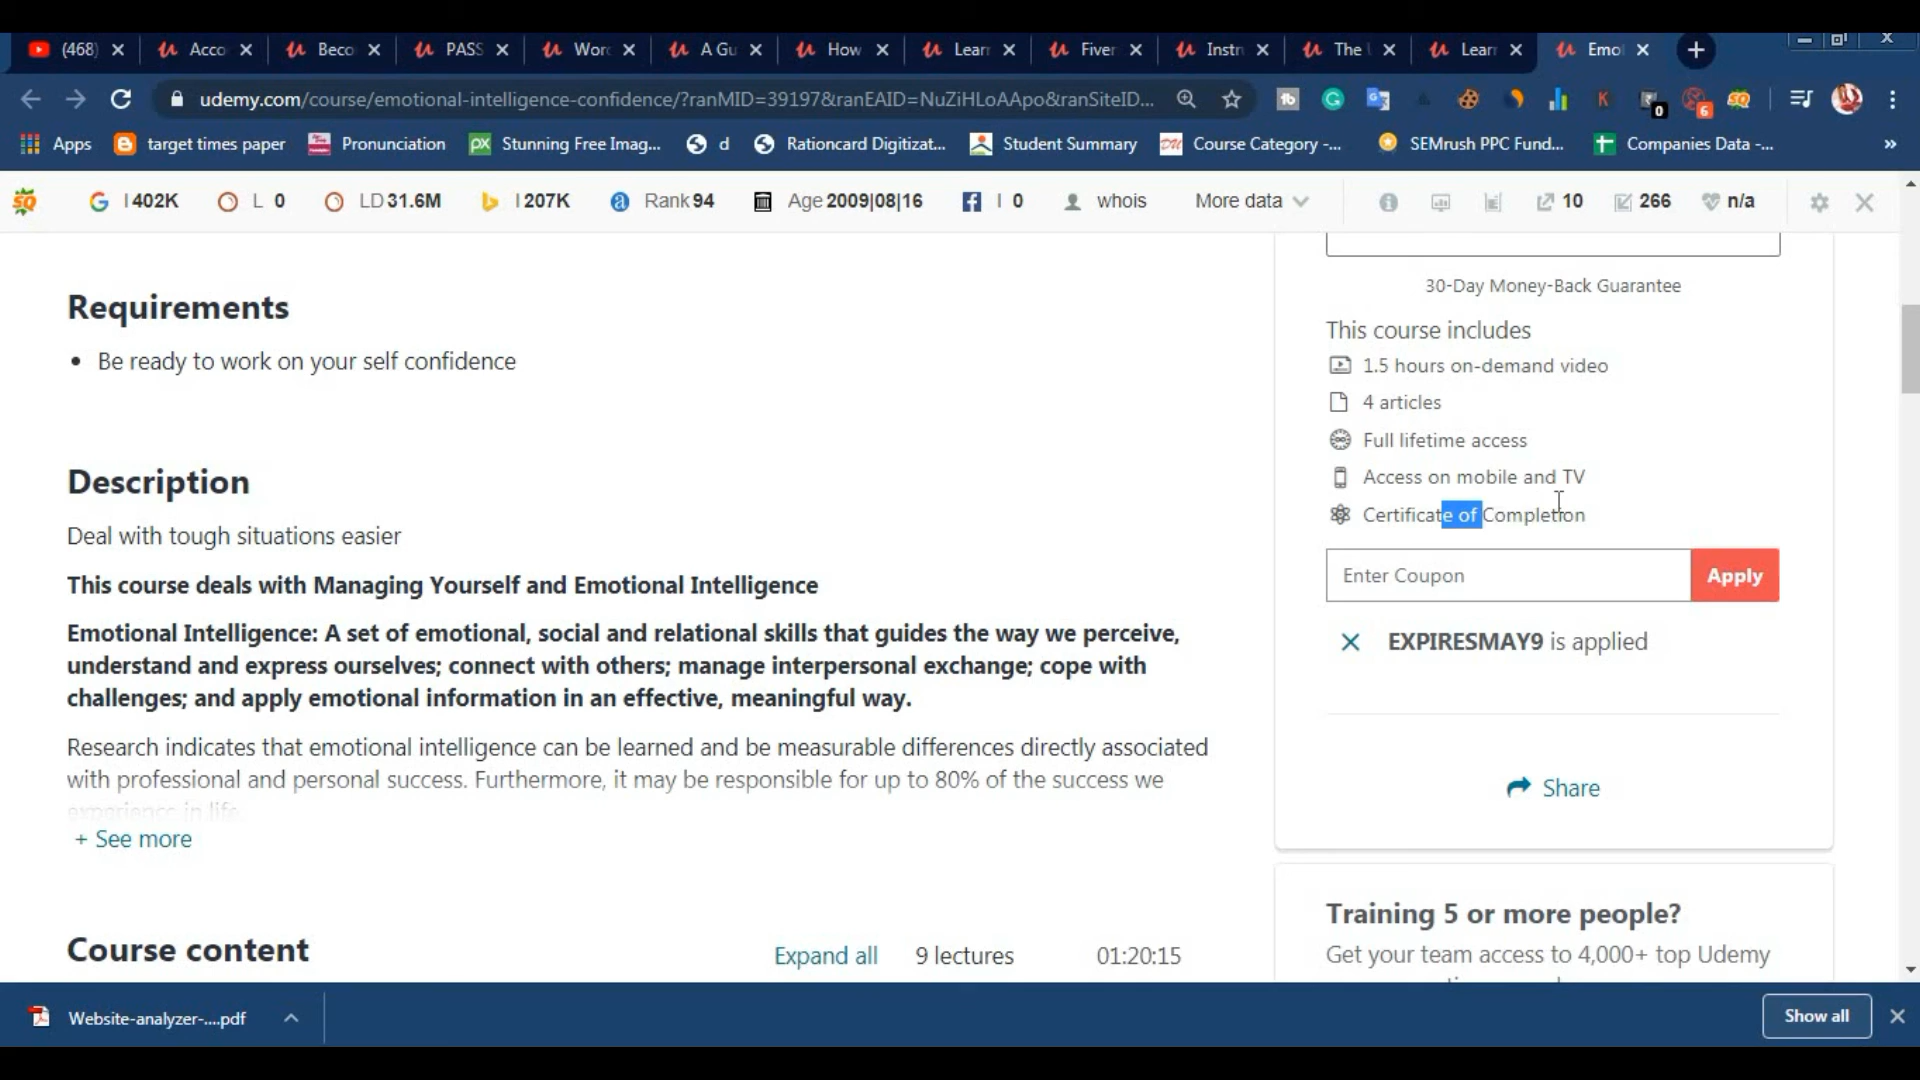 (468)
Acco
Beco
PASS
Word
A Gu
How
Learn
Fiver
Instr
The
Learn
Emo
udemy.com/course/emotional-intelligence-confidence/?ranMID=39197&ranEAID=NuZiHLoAApo&ranSiteID...
0
6
Apps
target times paper
Pronunciation
Stunning Free Imag...
d
Rationcard Digitizat...
Student Summary
Course Category -...
SEMrush PPC Fund...
Companies Data -...
»
I 402K
L 0
LD 31.6M
I 207K
Rank 94
Age 2009|08|16
I 0
whois
More data
10
266
n/a
Requirements
Be ready to work on your self confidence
Description
Deal with tough situations easier
This course deals with Managing Yourself and Emotional Intelligence
Emotional Intelligence: A set of emotional, social and relational skills that guides the way we perceive,
understand and express ourselves; connect with others; manage interpersonal exchange; cope with
challenges; and apply emotional information in an effective, meaningful way.
Research indicates that emotional intelligence can be learned and be measurable differences directly associated
with professional and personal success. Furthermore, it may be responsible for up to 80% of the success we
experience in life.
+ See more
Course content
Expand all
9 lectures
01:20:15
30-Day Money-Back Guarantee
This course includes
1.5 hours on-demand video
4 articles
Full lifetime access
Access on mobile and TV
Certificate of Completion
Enter Coupon
Apply
EXPIRESMAY9 is applied
Share
Training 5 or more people?
Get your team access to 4,000+ top Udemy
Website-analyzer-....pdf
Show all